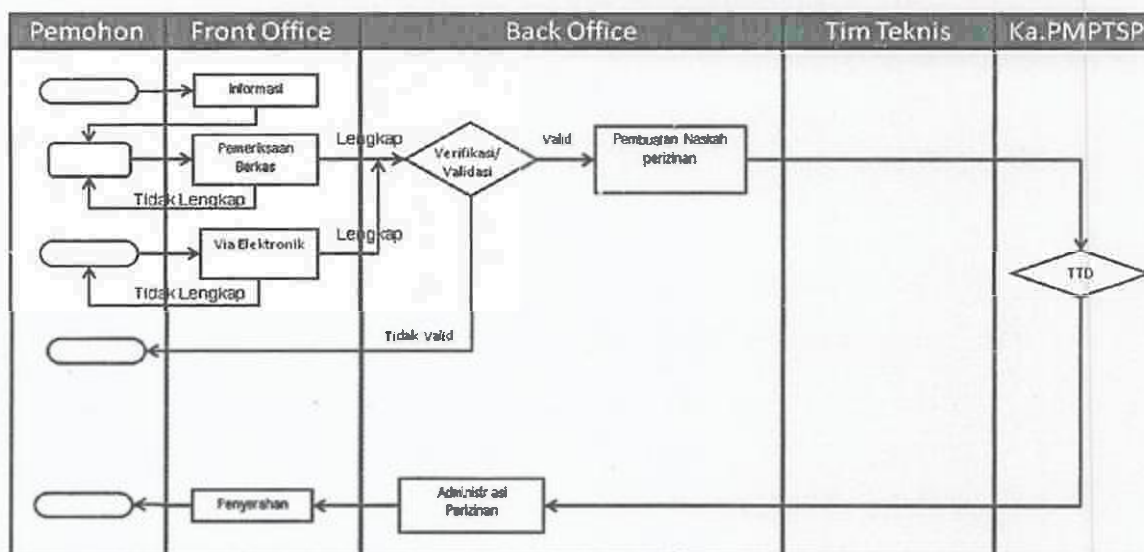 Pemohon
Front Office
Back Office
Tim Teknis
Ka.PMPTSP
Informasi
Pemeriksaan
Berkas
Lengkap
Verifikasi/
Validasi
Valid
Pembuatan Naskah
perizinan
Tidak Lengkap
Via Elektronik
Lengkap
TTD
Tidak Lengkap
Tidak Valid
Penyerahan
Administrasi
Perizinan